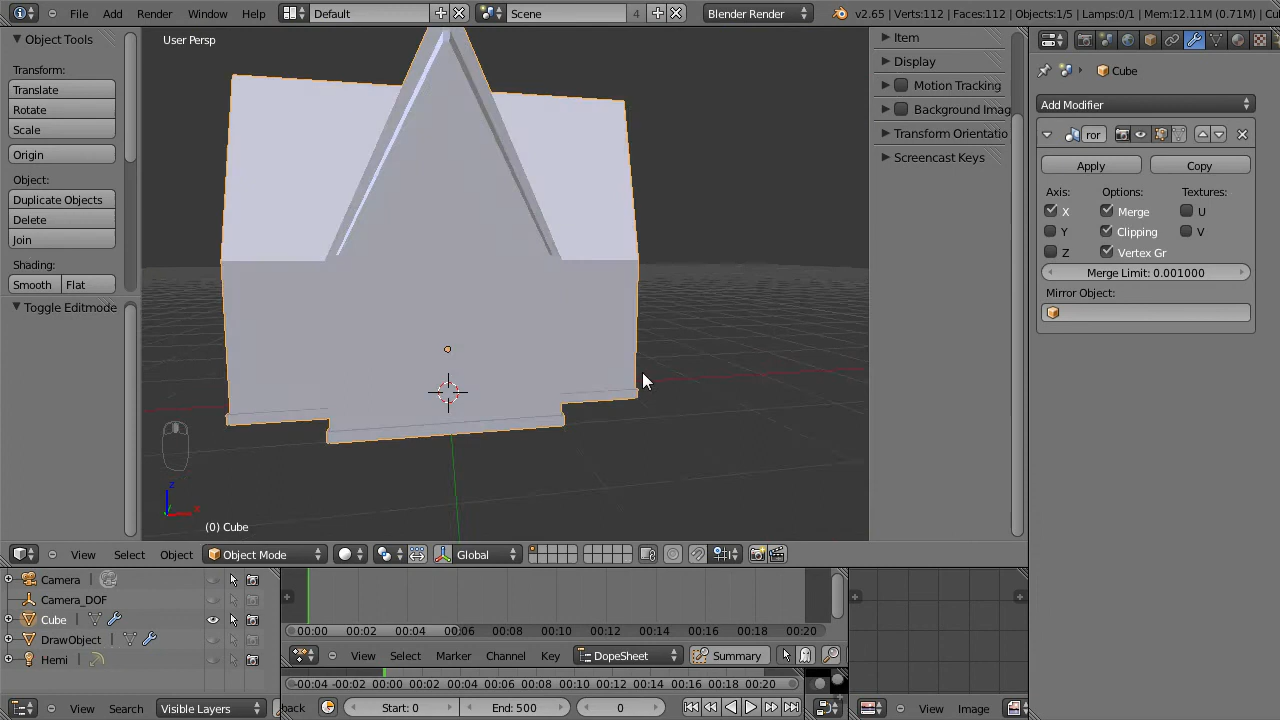 File Add Render Window Help Default Scene 4 Blender Render v2.65 | Verts:112 | Faces:112 | Objects:1/5 | Lamps:0/1 | Mem:12.11M (0.71M) | Cu
Object Tools
Transform:
Translate
Rotate
Scale
Origin
Object:
Duplicate Objects
Delete
Join
Shading:
Smooth Flat
Toggle Editmode
User Persp
z
x
(0) Cube
Item
Display
Motion Tracking
Background Imag
Transform Orientatio
Screencast Keys
Cube
Add Modifier
ror
Apply Copy
Axis: Options: Textures:
X Merge U
Y Clipping V
Z Vertex Gr
Merge Limit: 0.001000
Mirror Object:
View Select Object Object Mode Global
Camera
Camera_DOF
Cube
DrawObject
Hemi
00:00 00:02 00:04 00:06 00:08 00:10 00:12 00:14 00:16 00:18 00:20
View Select Marker Channel Key DopeSheet Summary
-00:04 -00:02 00:00 00:02 00:04 00:06 00:08 00:10 00:12 00:14 00:16 00:18 00:20
View Search Visible Layers back Start: 0 End: 500 0 View Image